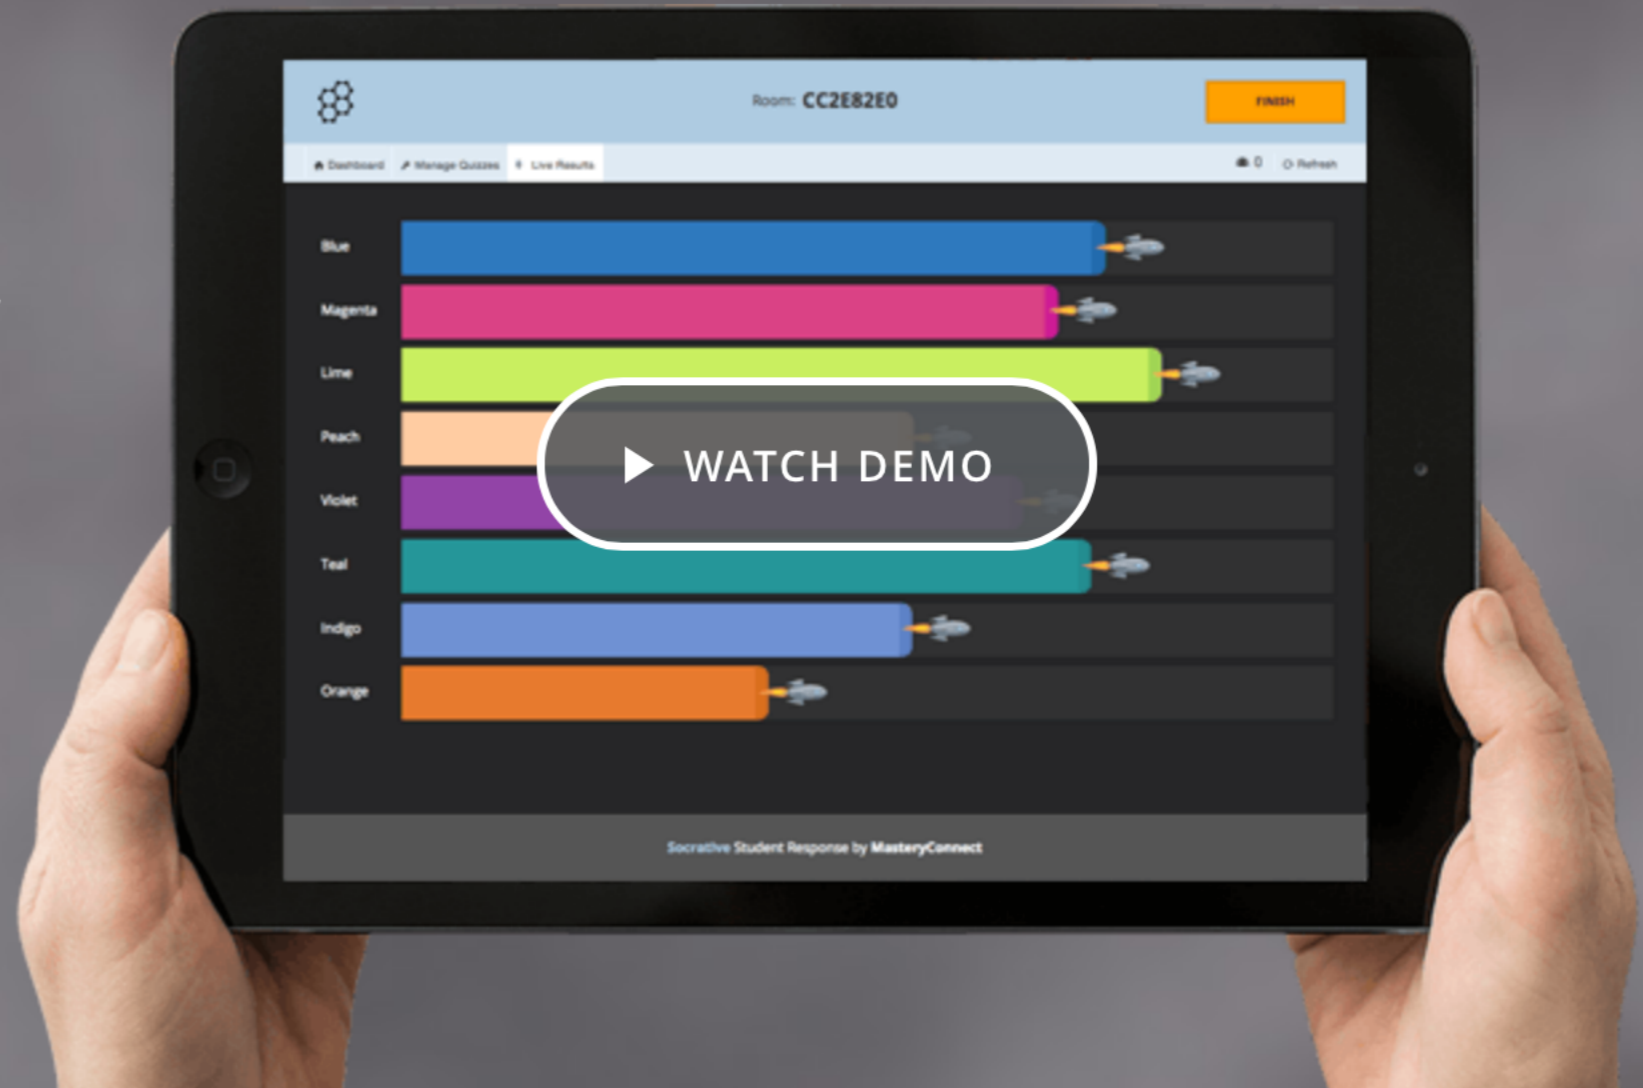 Room: CC2E82E0
FINISH
Dashboard Manage Quizzes Live Results 0 Refresh
Blue
Magenta
Lime
Peach
WATCH DEMO
Violet
Teal
Indigo
Orange
Socrative Student Response by MasteryConnect